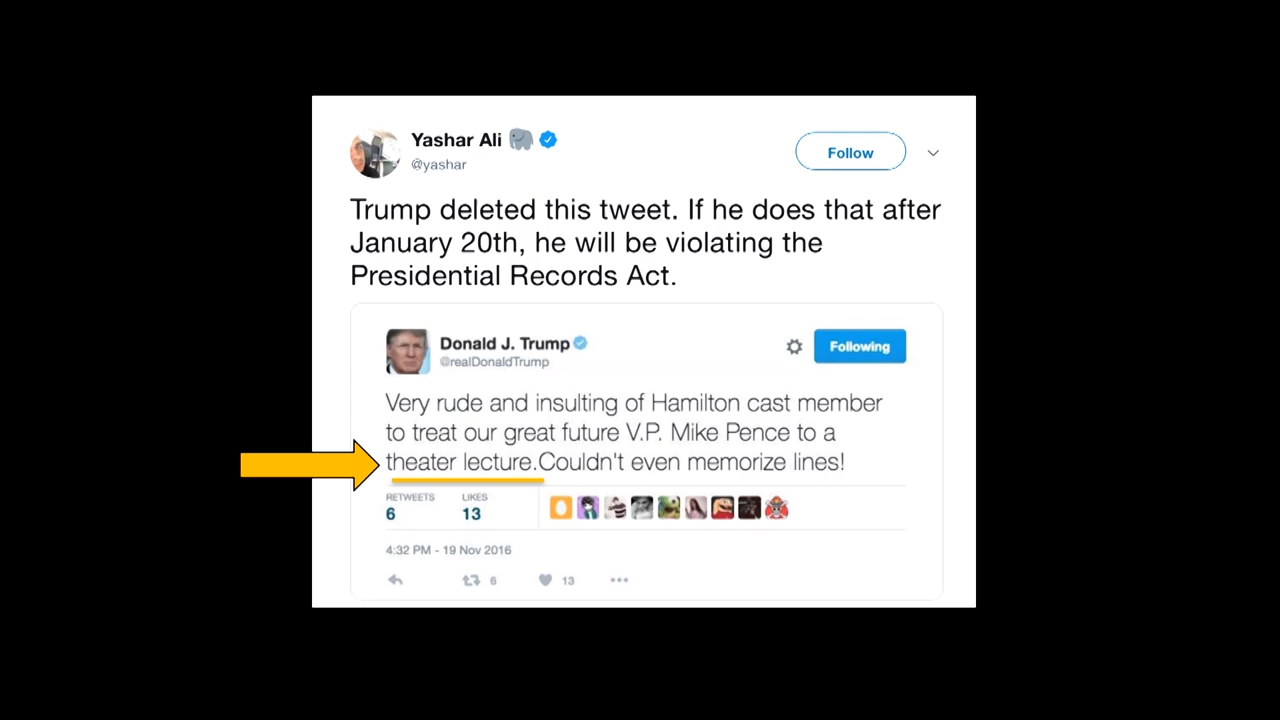 Yashar Ali
@yashar
Follow
Trump deleted this tweet. If he does that after
January 20th, he will be violating the
Presidential Records Act.
Donald J. Trump
@realDonaldTrump
Following
Very rude and insulting of Hamilton cast member
to treat our great future V.P. Mike Pence to a
theater lecture.Couldn't even memorize lines!
RETWEETS LIKES
6 13
4:32 PM - 19 Nov 2016
6 13